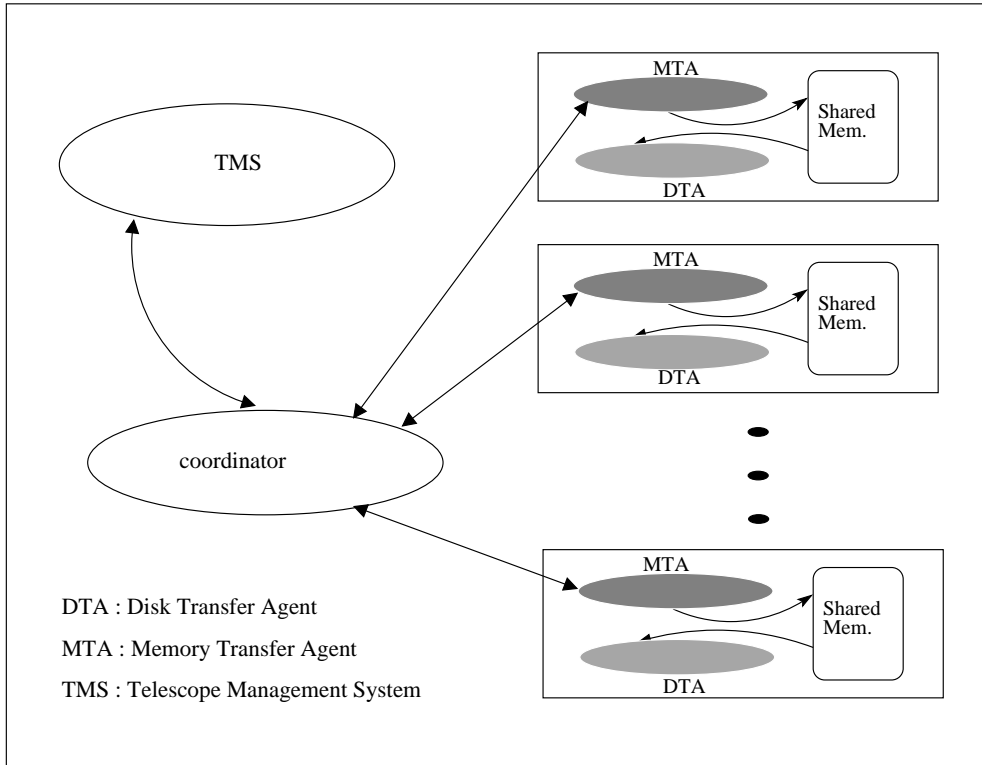 TMS
coordinator
MTA
Shared
Mem.
DTA
MTA
Shared
Mem.
DTA
MTA
Shared
Mem.
DTA
DTA : Disk Transfer Agent
MTA : Memory Transfer Agent
TMS : Telescope Management System